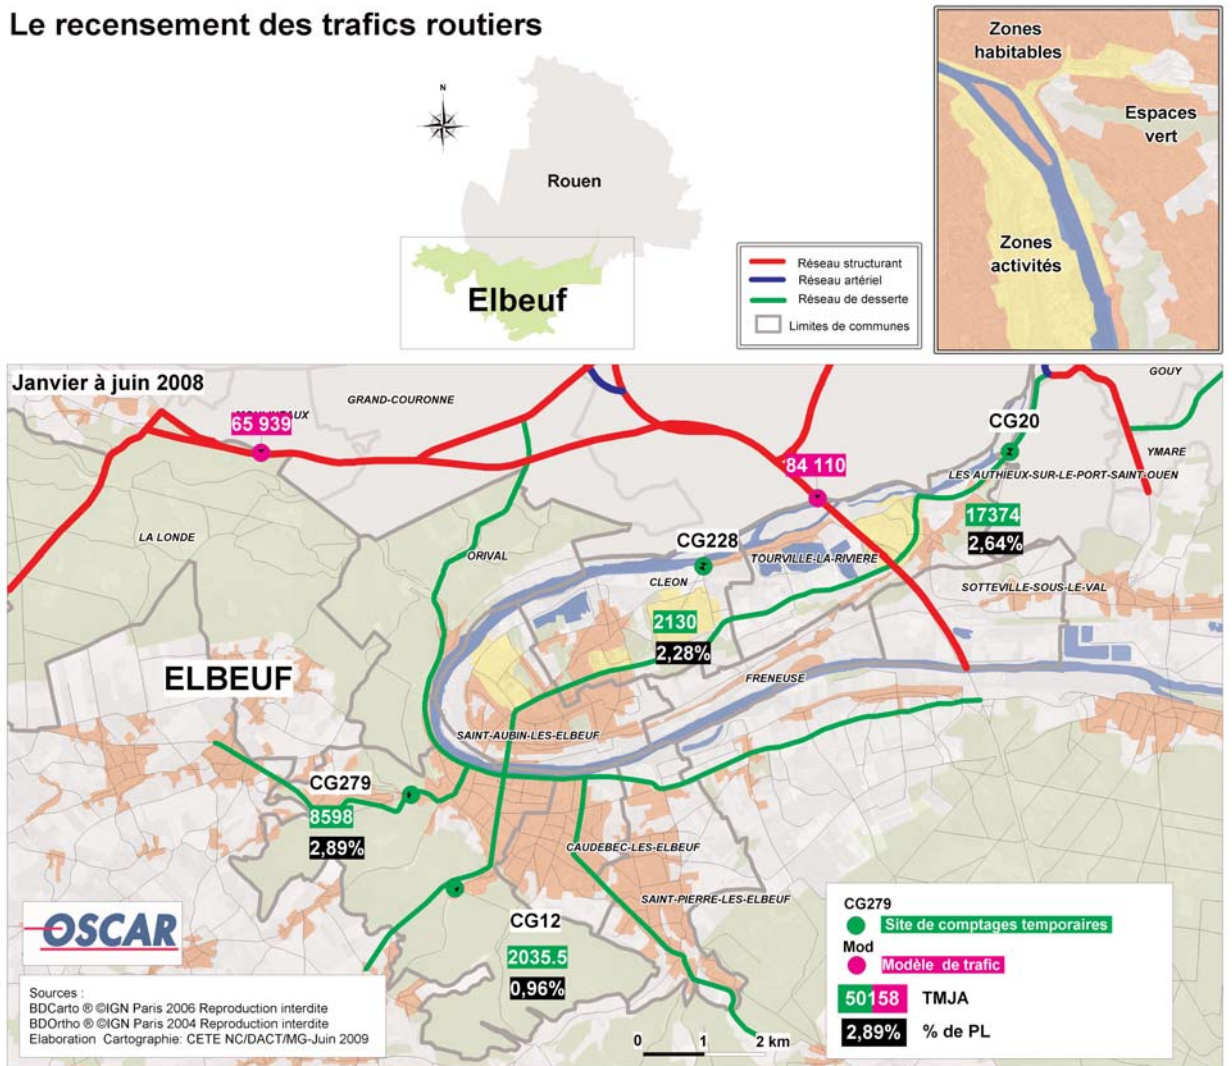 Le recensement des trafics routiers
N
Rouen
Elbeuf
Réseau structurant
Réseau artériel
Réseau de desserte
Limites de communes
Zones
habitables
Espaces
vert
Zones
activités
Janvier à juin 2008
GRAND-COURONNE
65 939
GOUY
CG20
YMARE
84 110
LES AUTHIEUX-SUR-LE-PORT-SAINT-OUEN
17374
2,64%
LA LONDE
ORIVAL
CG228
CLEON
TOURVILLE-LA-RIVIERE
SOTTEVILLE-SOUS-LE-VAL
2130
2,28%
ELBEUF
FRENEUSE
SAINT-AUBIN-LES-ELBEUF
CG279
8598
2,89%
CAUDEBEC-LES-ELBEUF
SAINT-PIERRE-LES-ELBEUF
CG12
2035.5
0,96%
OSCAR
Sources :
BDCarto ® ©IGN Paris 2006 Reproduction interdite
BDOrtho ® ©IGN Paris 2004 Reproduction interdite
Elaboration Cartographie: CETE NC/DACT/MG-Juin 2009
0 1 2 km
CG279
Site de comptages temporaires
Mod
Modèle de trafic
50158 TMJA
2,89% % de PL